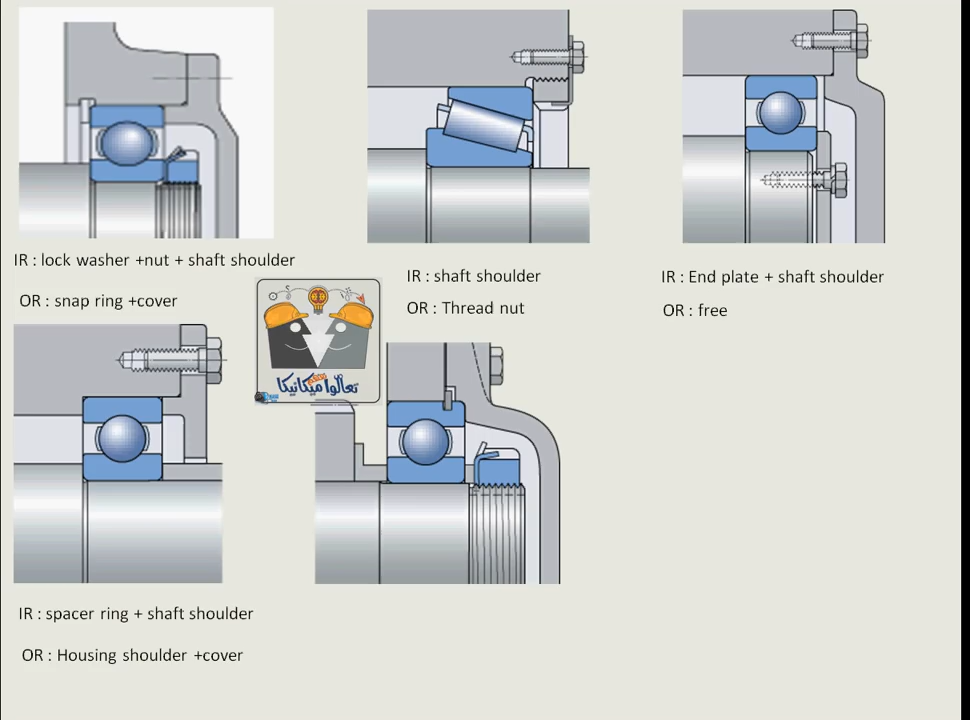 IR : lock washer +nut + shaft shoulder
OR : snap ring +cover
IR : shaft shoulder
OR : Thread nut
IR : End plate + shaft shoulder
OR : free
تعالوا ميكانيكا
IR : spacer ring + shaft shoulder
OR : Housing shoulder +cover